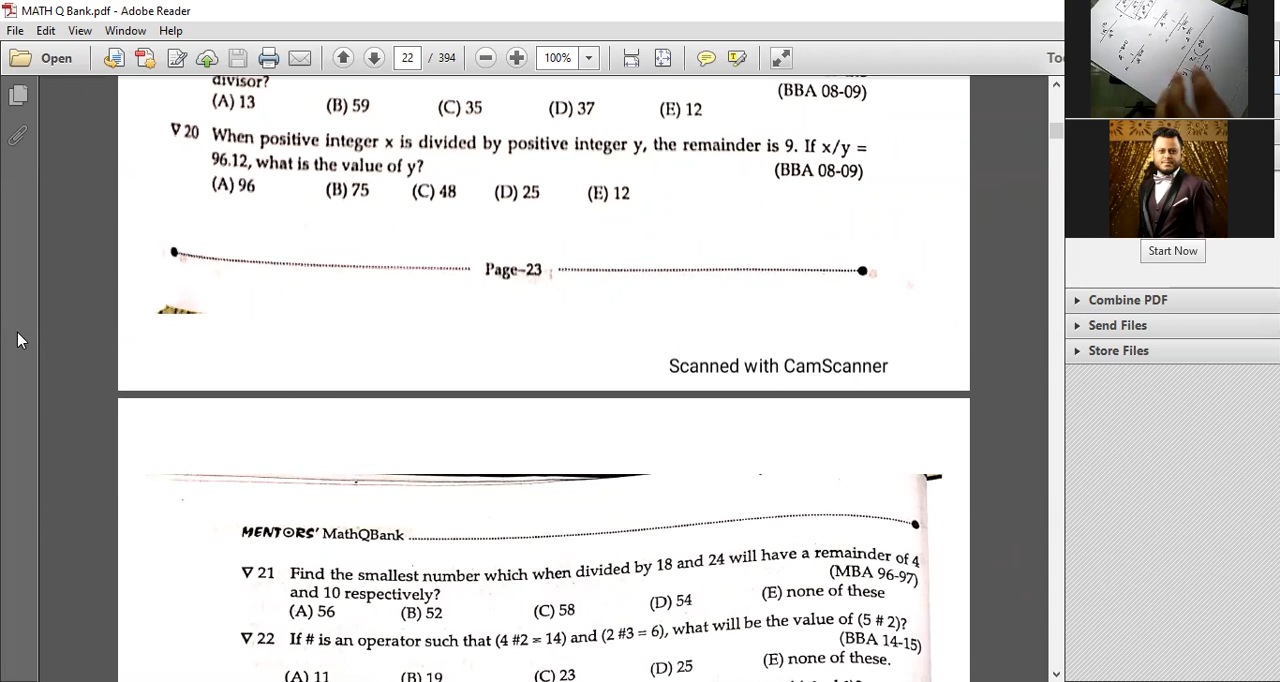 MATH Q Bank.pdf - Adobe Reader
File Edit View Window Help
Open 22 / 394 100% To
divisor?
(BBA 08-09)
(A) 13 (B) 59 (C) 35 (D) 37 (E) 12
∇ 20 When positive integer x is divided by positive integer y, the remainder is 9. If x/y =
96.12, what is the value of y? (BBA 08-09)
(A) 96 (B) 75 (C) 48 (D) 25 (E) 12
Page-23
Scanned with CamScanner
MENTORS' MathQBank
∇ 21 Find the smallest number which when divided by 18 and 24 will have a remainder of 4
and 10 respectively? (MBA 96-97)
(A) 56 (B) 52 (C) 58 (D) 54 (E) none of these
∇ 22 If # is an operator such that (4 #2 = 14) and (2 #3 = 6), what will be the value of (5 # 2)?
(BBA 14-15)
(A) 11 (B) 19 (C) 23 (D) 25 (E) none of these.
Start Now
Combine PDF
Send Files
Store Files